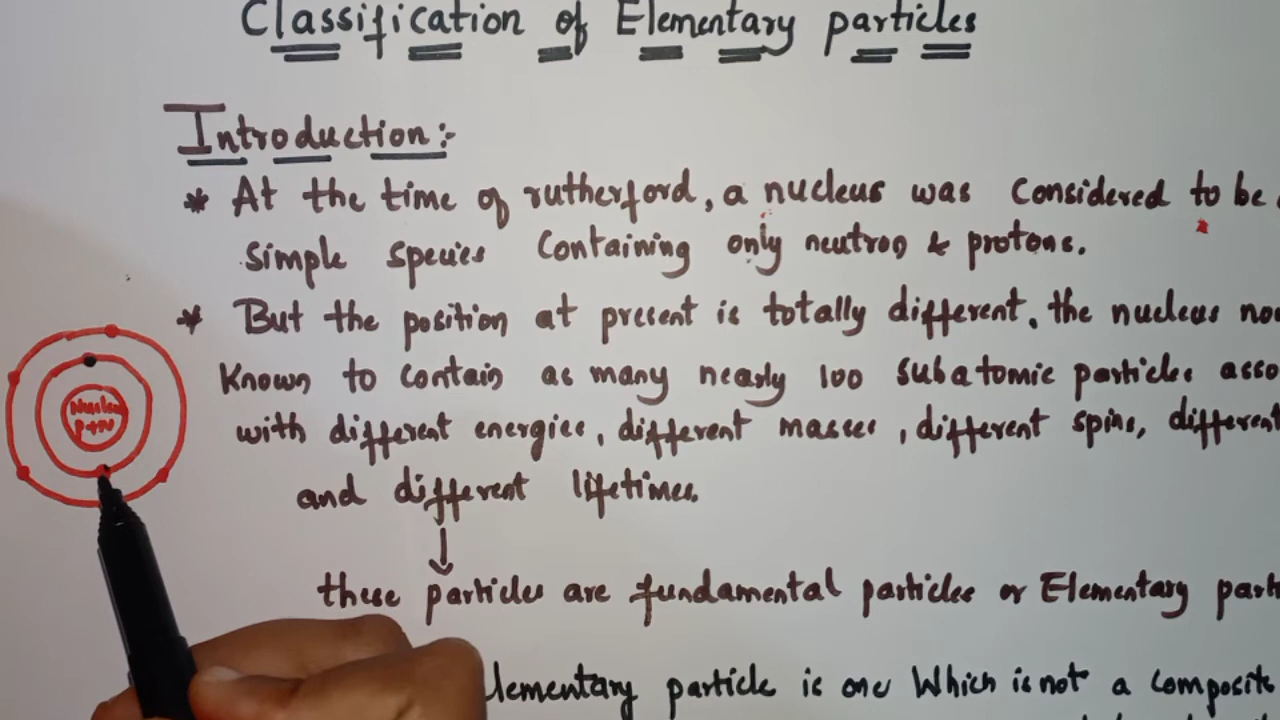 Classification of Elementary particles
Introduction:-
* At the time of rutherford, a nucleus was Considered to be
simple species Containing only neutron & protons.
* But the position at present is totally different, the nucleus
Known to contain as many nearly 100 subatomic particles
with different energies, different masses, different spins, different
and different lifetimes.
these particles are fundamental particles or Elementary
particle is one Which is not a composite
Nucleus
P+N